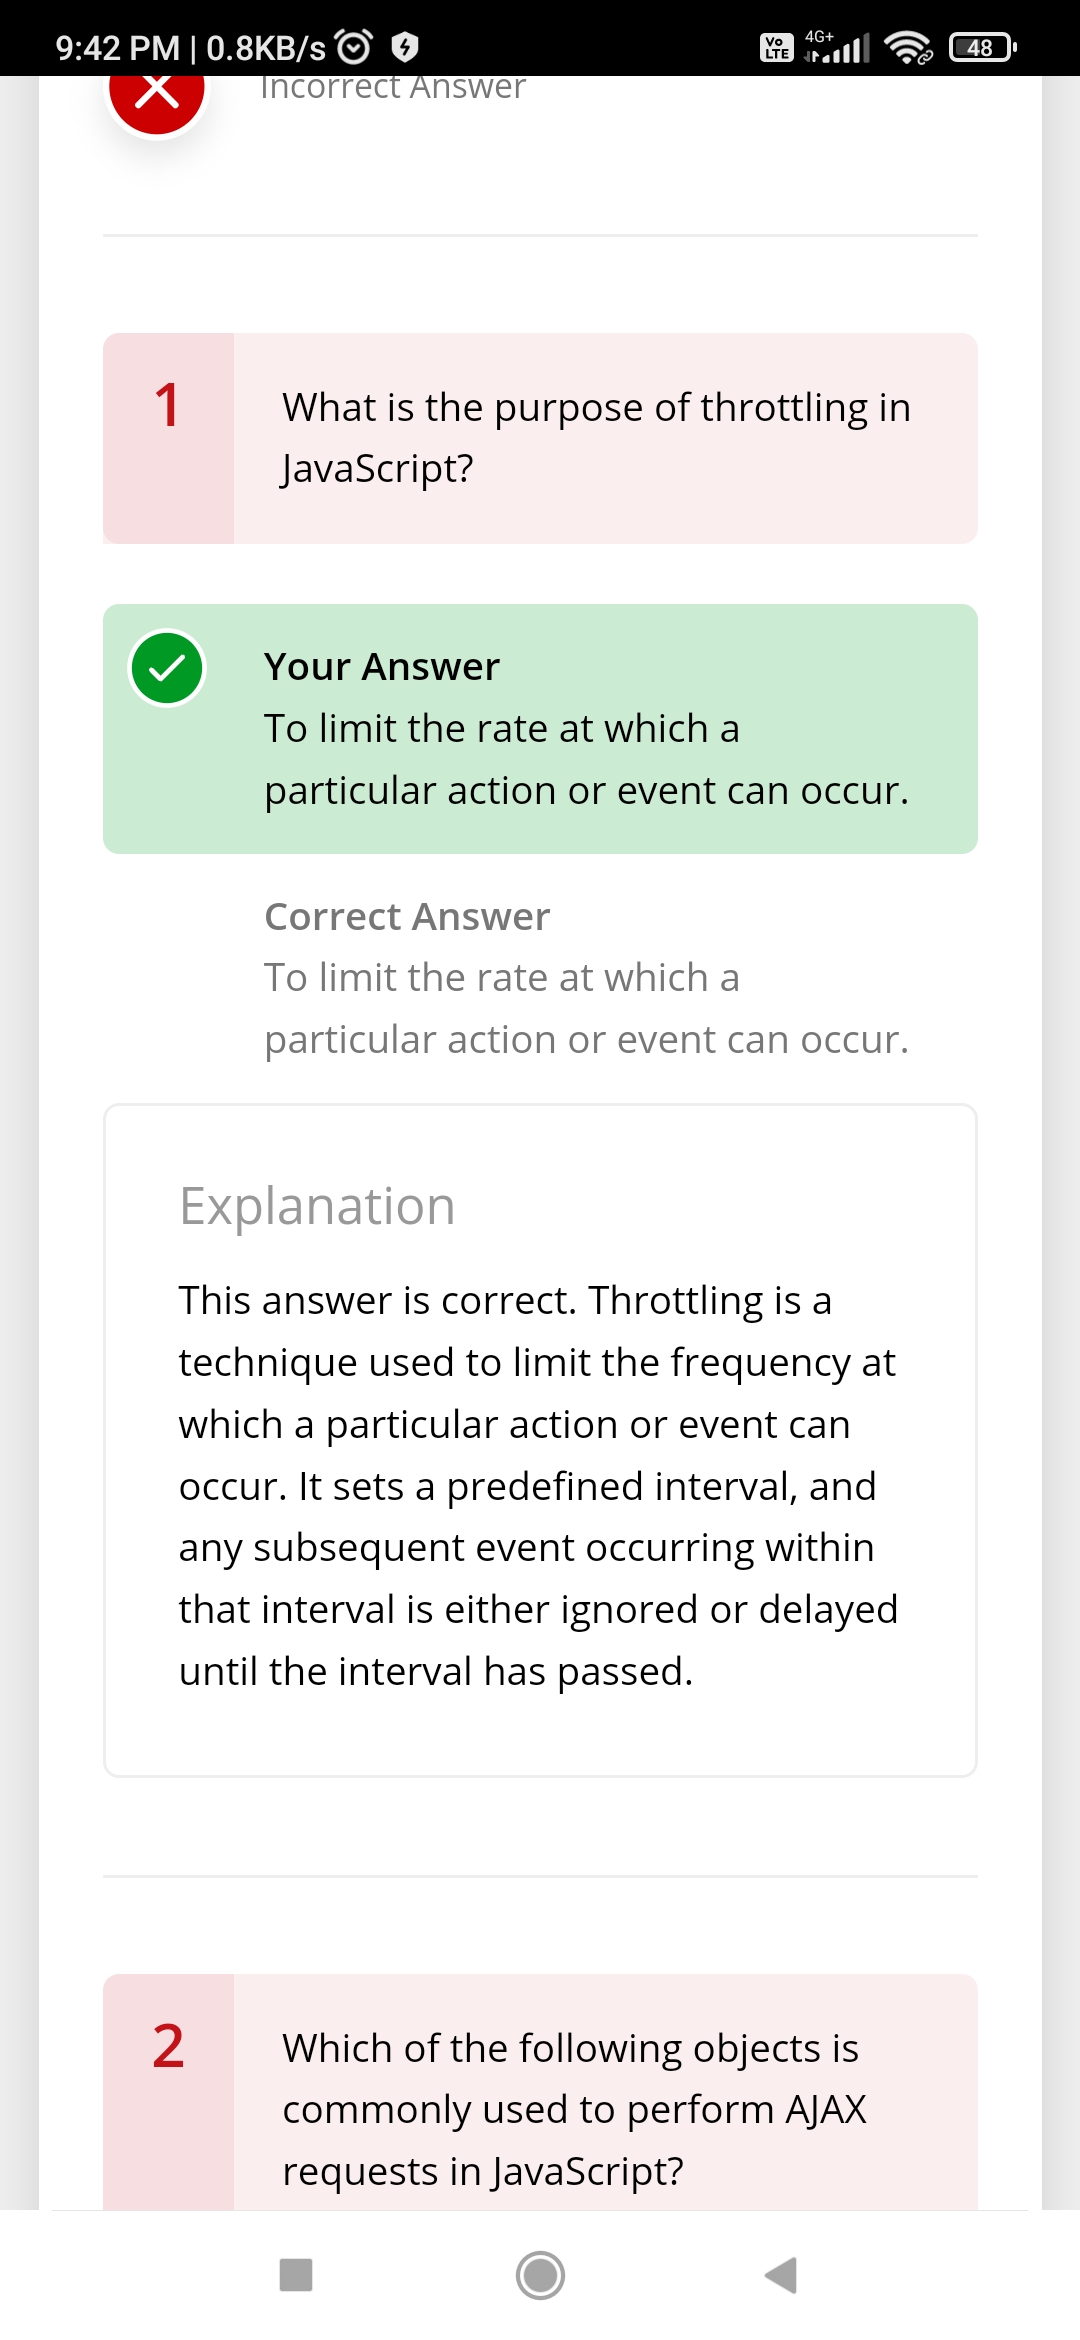 9:42 PM | 0.8KB/s
Vo LTE 4G+ 48
Incorrect Answer
1
What is the purpose of throttling in
JavaScript?
Your Answer
To limit the rate at which a
particular action or event can occur.
Correct Answer
To limit the rate at which a
particular action or event can occur.
Explanation
This answer is correct. Throttling is a
technique used to limit the frequency at
which a particular action or event can
occur. It sets a predefined interval, and
any subsequent event occurring within
that interval is either ignored or delayed
until the interval has passed.
2
Which of the following objects is
commonly used to perform AJAX
requests in JavaScript?